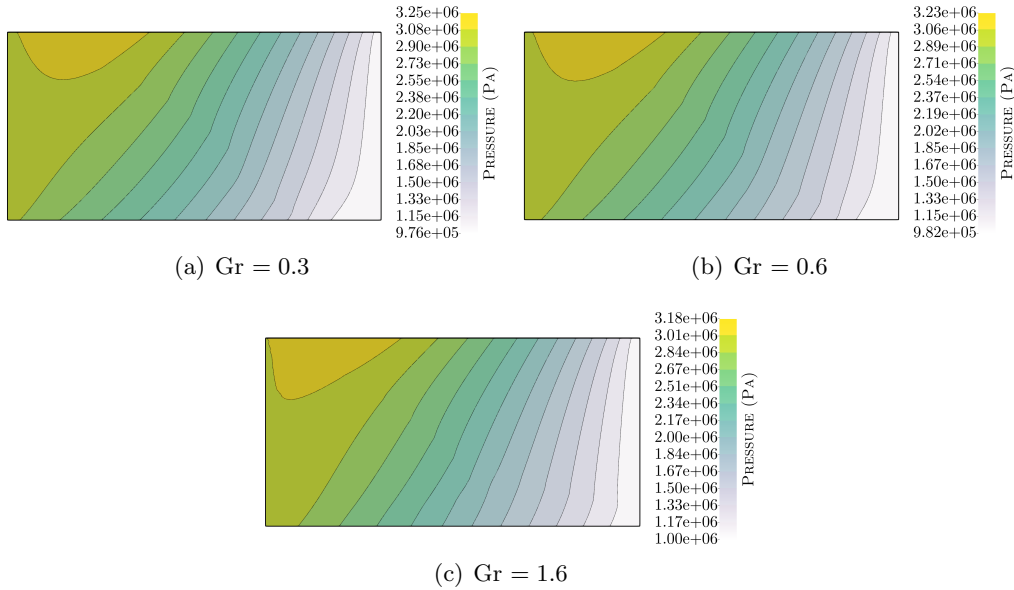 3.25e+06
3.08e+06
2.90e+06
2.73e+06
2.55e+06
2.38e+06
2.20e+06
2.03e+06
1.85e+06
1.68e+06
1.50e+06
1.33e+06
1.15e+06
9.76e+05
Pressure (Pa)
(a) Gr = 0.3
3.23e+06
3.06e+06
2.89e+06
2.71e+06
2.54e+06
2.37e+06
2.19e+06
2.02e+06
1.85e+06
1.67e+06
1.50e+06
1.33e+06
1.15e+06
9.82e+05
Pressure (Pa)
(b) Gr = 0.6
3.18e+06
3.01e+06
2.84e+06
2.67e+06
2.51e+06
2.34e+06
2.17e+06
2.00e+06
1.84e+06
1.67e+06
1.50e+06
1.33e+06
1.17e+06
1.00e+06
Pressure (Pa)
(c) Gr = 1.6